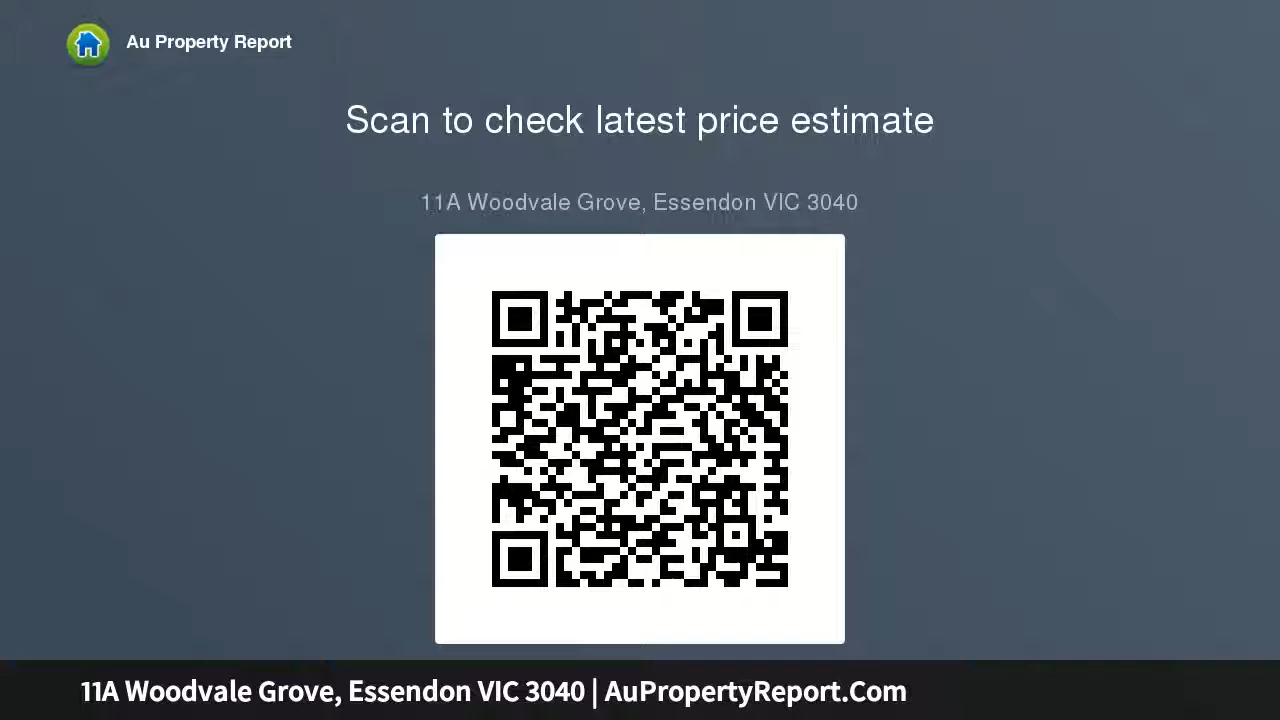 Au Property Report
Scan to check latest price estimate
11A Woodvale Grove, Essendon VIC 3040
11A Woodvale Grove, Essendon VIC 3040 | AuPropertyReport.Com